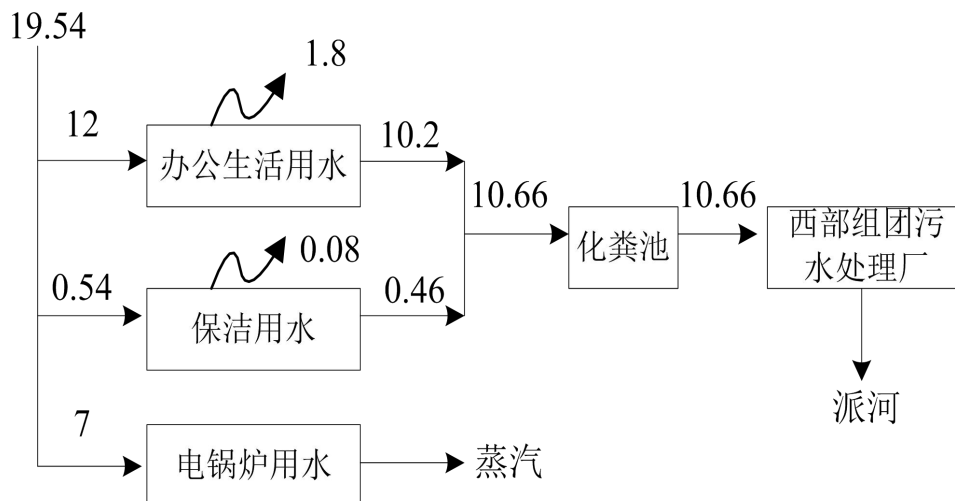 19.54
1.8
12
办公生活用水
10.2
10.66
化粪池
10.66
西部组团污
水处理厂
0.08
0.54
保洁用水
0.46
派河
7
电锅炉用水
蒸汽